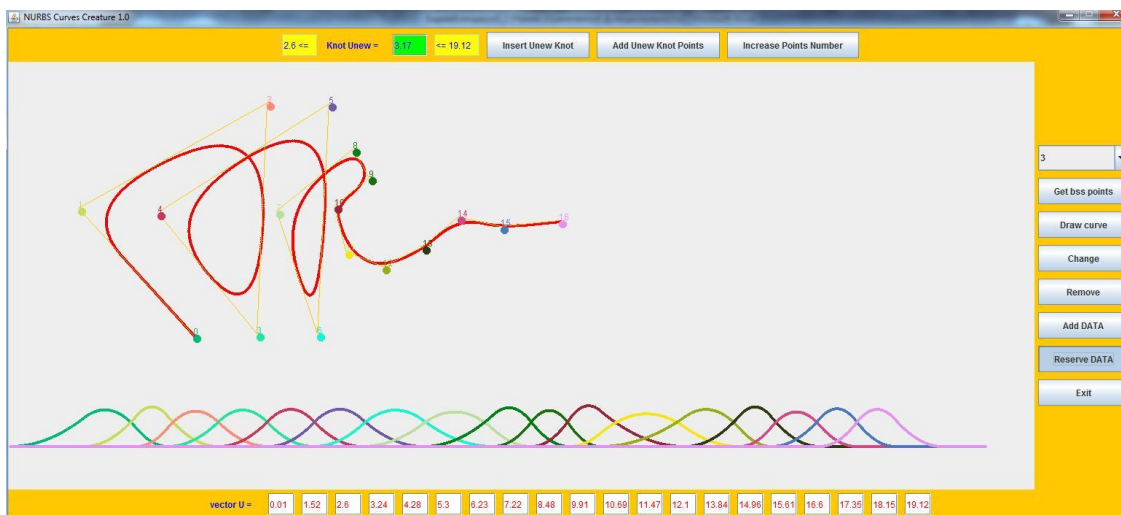 NURBS Curves Creature 1.0
2.6 <= Knot Unew = 3.17 <= 19.12 Insert Unew Knot Add Unew Knot Points Increase Points Number
2 5
8
3
9
Get bss points
1 4 7 10 14 16
15
Draw curve
13
Change
12
Remove
0 3 6
Add DATA
Reserve DATA
Exit
vector U = 0.01 1.52 2.6 3.24 4.28 5.3 6.23 7.22 8.48 9.91 10.69 11.47 12.1 13.84 14.96 15.61 16.6 17.35 18.15 19.12